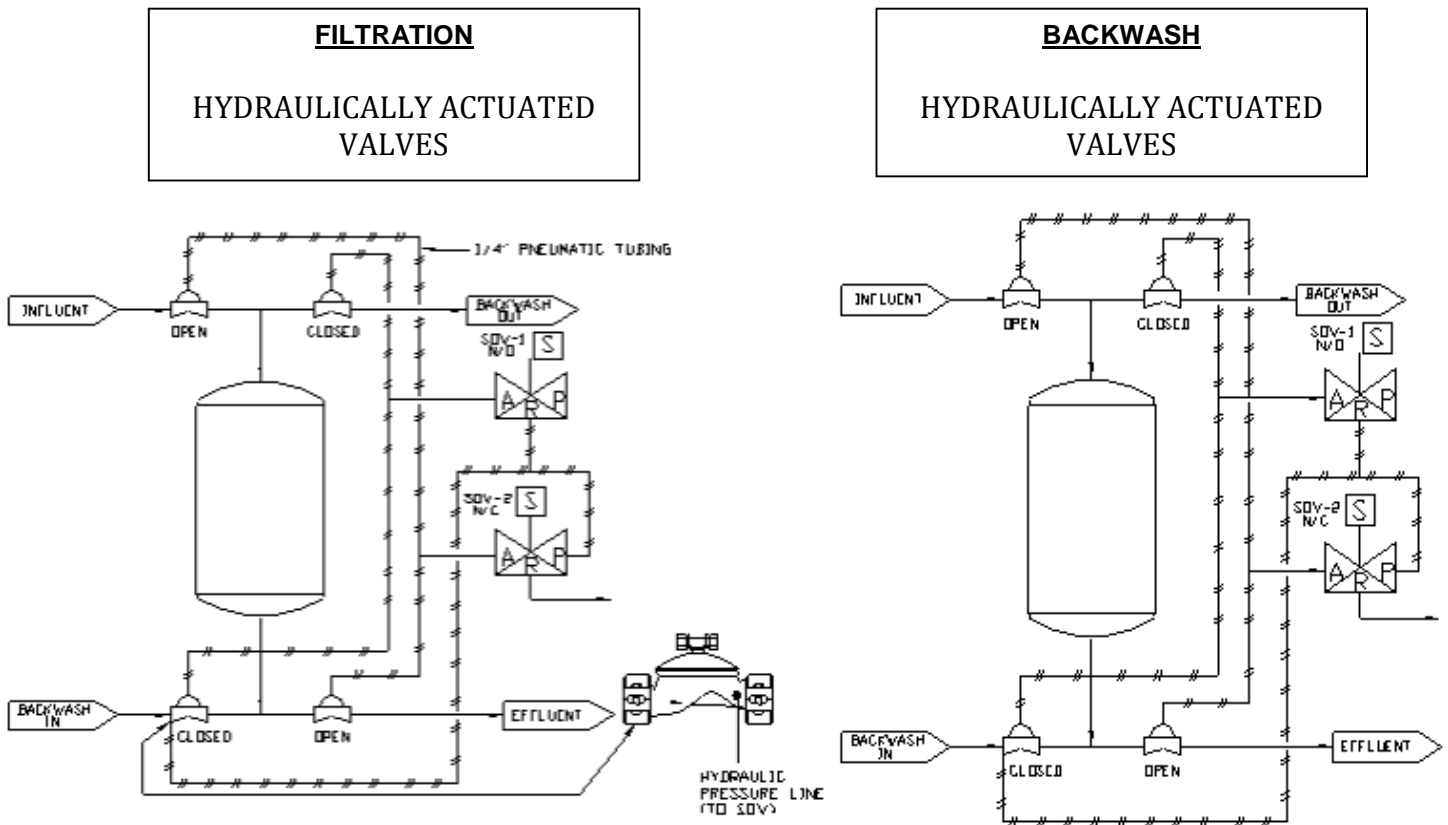 FILTRATION
HYDRAULICALLY ACTUATED
VALVES
BACKWASH
HYDRAULICALLY ACTUATED
VALVES
1/4" PNEUMATIC TUBING
INFLUENT
OPEN
CLOSED
BACKWASH
OUT
SOV-1
N/O
S
A
R
P
SOV-2
N/C
S
A
R
P
BACKWASH
IN
CLOSED
OPEN
EFFLUENT
HYDRAULIC
PRESSURE LINE
(TO SOV)
INFLUENT
OPEN
CLOSED
BACKWASH
OUT
SOV-1
N/O
S
A
R
P
SOV-2
N/C
S
A
R
P
BACKWASH
IN
CLOSED
OPEN
EFFLUENT